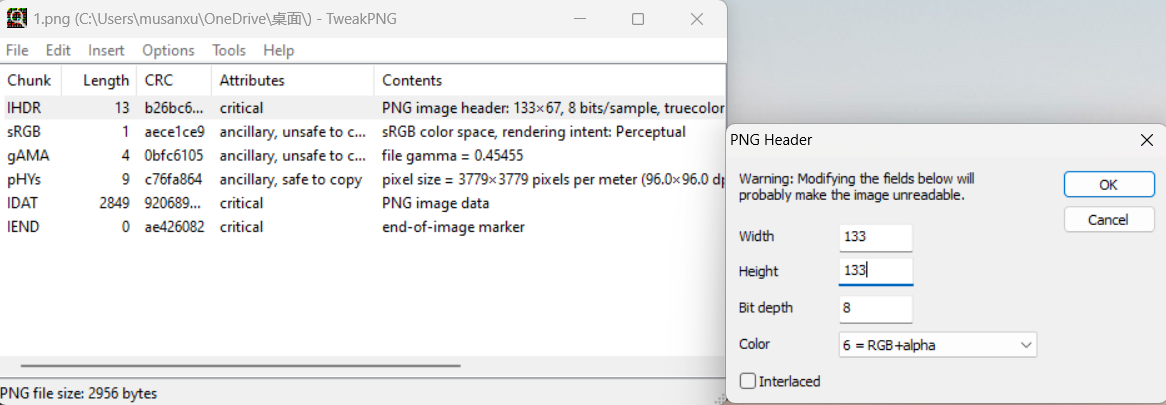 1.png (C:\Users\musanxu\OneDrive\桌面\) - TweakPNG
File Edit Insert Options Tools Help
Chunk Length CRC Attributes Contents
IHDR 13 b26bc6... critical PNG image header: 133×67, 8 bits/sample, truecolor
sRGB 1 aece1ce9 ancillary, unsafe to c... sRGB color space, rendering intent: Perceptual
gAMA 4 0bfc6105 ancillary, unsafe to c... file gamma = 0.45455
pHYs 9 c76fa864 ancillary, safe to copy pixel size = 3779×3779 pixels per meter (96.0×96.0 dp
IDAT 2849 920689... critical PNG image data
IEND 0 ae426082 critical end-of-image marker
PNG file size: 2956 bytes
PNG Header
Warning: Modifying the fields below will
probably make the image unreadable.
OK
Cancel
Width 133
Height 133
Bit depth 8
Color 6 = RGB+alpha
Interlaced